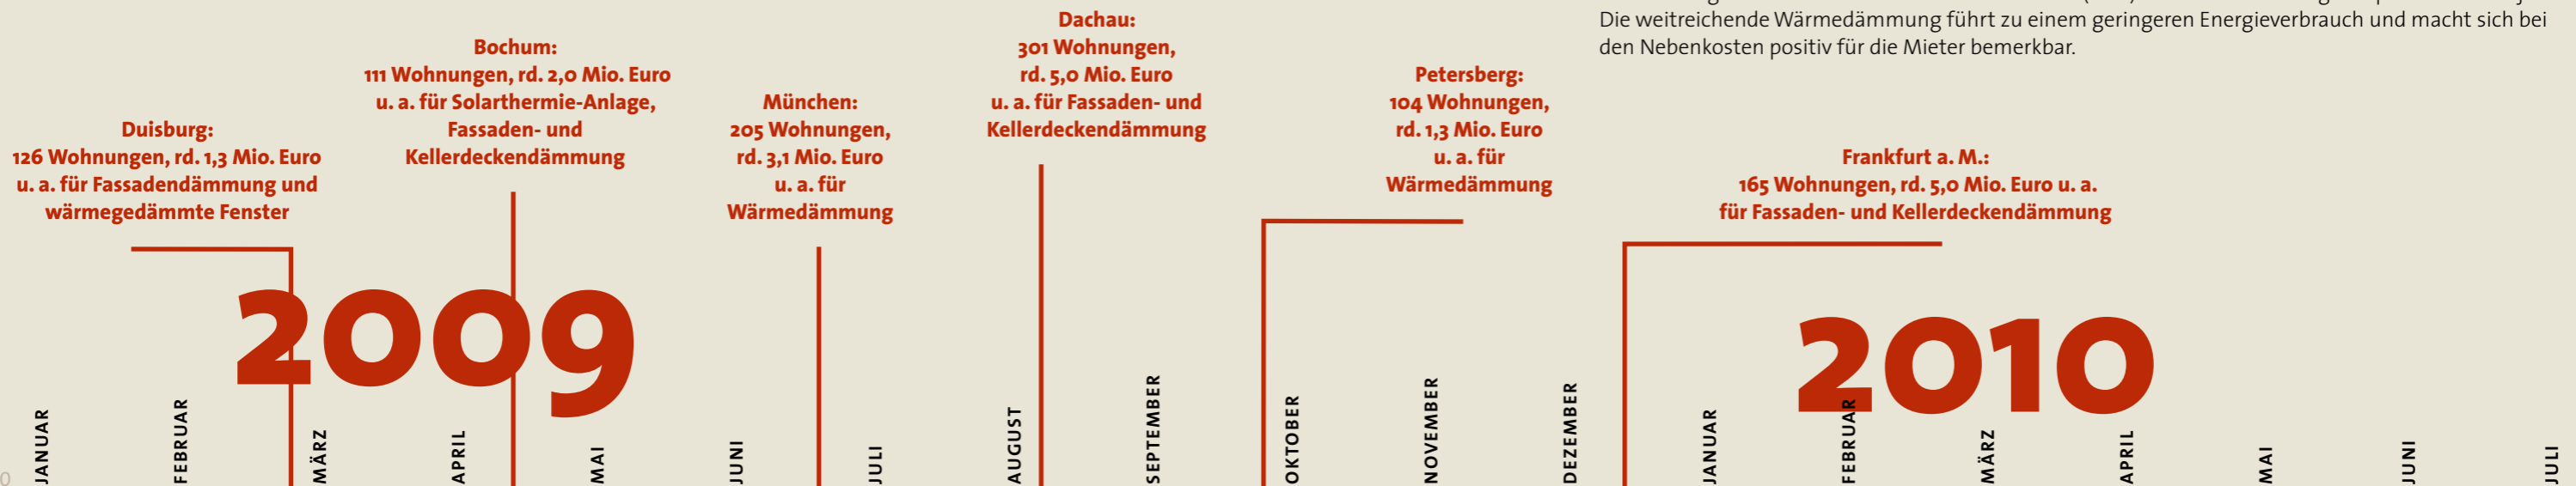 Die weitreichende Wärmedämmung führt zu einem geringeren Energieverbrauch und macht sich bei
den Nebenkosten positiv für die Mieter bemerkbar.
Duisburg:
126 Wohnungen, rd. 1,3 Mio. Euro
u. a. für Fassadendämmung und
wärmegedämmte Fenster
Bochum:
111 Wohnungen, rd. 2,0 Mio. Euro
u. a. für Solarthermie-Anlage,
Fassaden- und
Kellerdeckendämmung
München:
205 Wohnungen,
rd. 3,1 Mio. Euro
u. a. für
Wärmedämmung
Dachau:
301 Wohnungen,
rd. 5,0 Mio. Euro
u. a. für Fassaden- und
Kellerdeckendämmung
Petersberg:
104 Wohnungen,
rd. 1,3 Mio. Euro
u. a. für
Wärmedämmung
Frankfurt a. M.:
165 Wohnungen, rd. 5,0 Mio. Euro u. a.
für Fassaden- und Kellerdeckendämmung
2009
2010
JANUAR
FEBRUAR
MÄRZ
APRIL
MAI
JUNI
JULI
AUGUST
SEPTEMBER
OKTOBER
NOVEMBER
DEZEMBER
JANUAR
FEBRUAR
MÄRZ
APRIL
MAI
JUNI
JULI